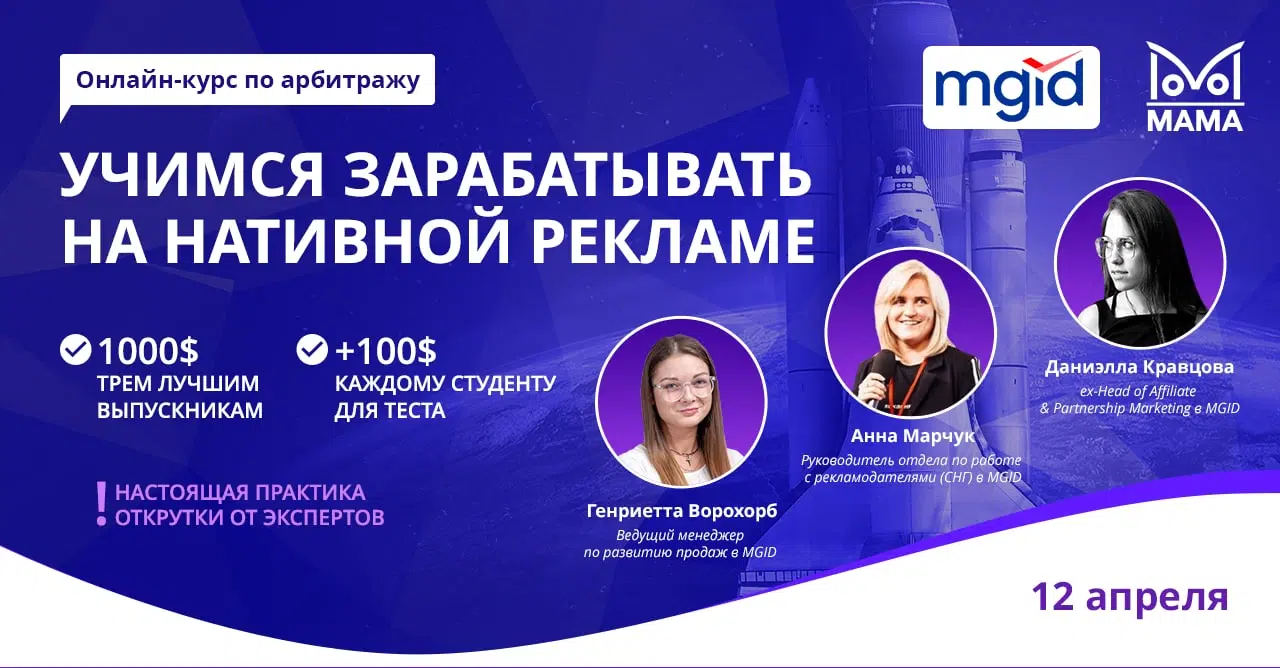 Онлайн-курс по арбитражу
mgid
МАМА
УЧИМСЯ ЗАРАБАТЫВАТЬ
НА НАТИВНОЙ РЕКЛАМЕ
1000$
ТРЕМ ЛУЧШИМ
ВЫПУСКНИКАМ
+100$
КАЖДОМУ СТУДЕНТУ
ДЛЯ ТЕСТА
! НАСТОЯЩАЯ ПРАКТИКА
ОТКРУТКИ ОТ ЭКСПЕРТОВ
Генриетта Ворохорб
Ведущий менеджер
по развитию продаж в MGID
Анна Марчук
Руководитель отдела по работе
с рекламодателями (СНГ) в MGID
Даниэлла Кравцова
ex-Head of Affiliate
& Partnership Marketing в MGID
12 апреля